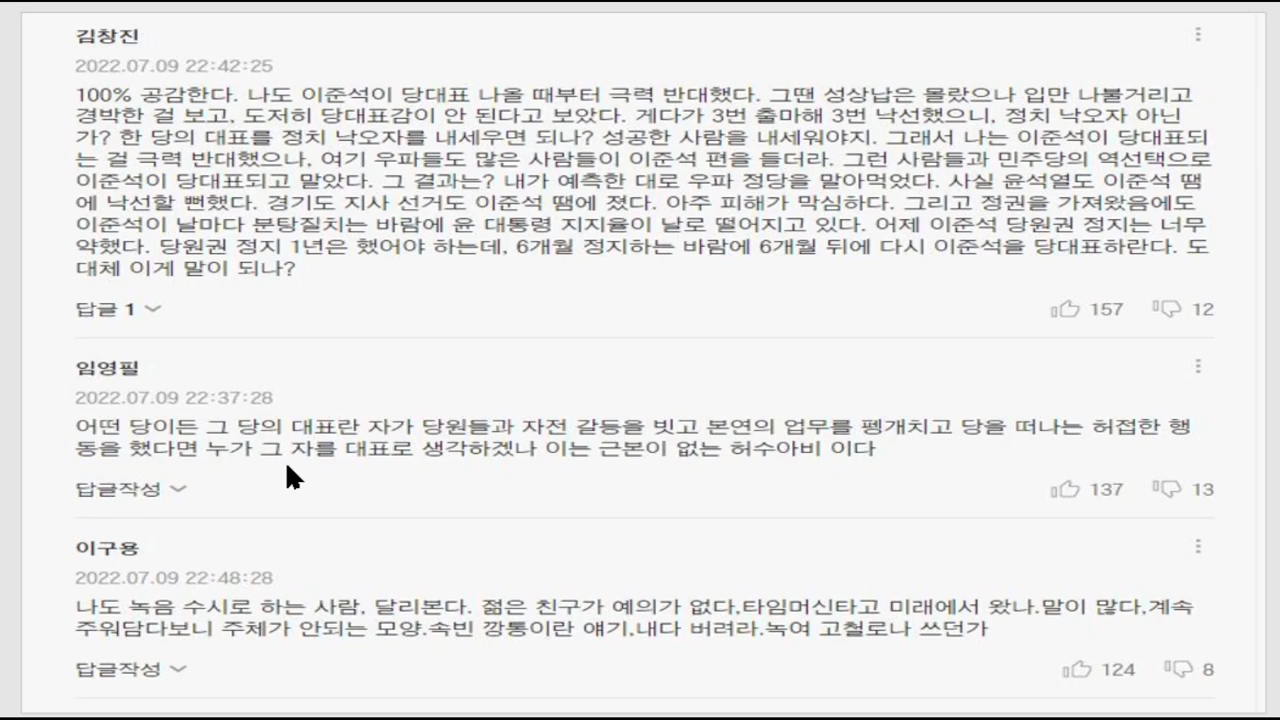 김창진
2022.07.09 22:42:25
100% 공감한다. 나도 이준석이 당대표 나올 때부터 극력 반대했다. 그땐 성상납은 몰랐으나 입만 나불거리고
경박한 걸 보고, 도저히 당대표감이 안 된다고 보았다. 게다가 3번 출마해 3번 낙선했으니, 정치 낙오자 아닌
가? 한 당의 대표를 정치 낙오자를 내세우면 되나? 성공한 사람을 내세워야지. 그래서 나는 이준석이 당대표되
는 걸 극력 반대했으나, 여기 우파들도 많은 사람들이 이준석 편을 들더라. 그런 사람들과 민주당의 역선택으로
이준석이 당대표되고 말았다. 그 결과는? 내가 예측한 대로 우파 정당을 말아먹었다. 사실 윤석열도 이준석 땜
에 낙선할 뻔했다. 경기도 지사 선거도 이준석 땜에 졌다. 아주 피해가 막심하다. 그리고 정권을 가져왔음에도
이준석이 날마다 분탕질치는 바람에 윤 대통령 지지율이 날로 떨어지고 있다. 어제 이준석 당원권 정지는 너무
약했다. 당원권 정지 1년은 했어야 하는데, 6개월 정지하는 바람에 6개월 뒤에 다시 이준석을 당대표하란다. 도
대체 이게 말이 되나?
답글 1 157 12
임영필
2022.07.09 22:37:28
어떤 당이든 그 당의 대표란 자가 당원들과 자전 갈등을 빗고 본연의 업무를 펭개치고 당을 떠나는 허접한 행
동을 했다면 누가 그 자를 대표로 생각하겠나 이는 근본이 없는 허수아비 이다
답글작성 137 13
이구용
2022.07.09 22:48:28
나도 녹음 수시로 하는 사람, 달리본다. 젊은 친구가 예의가 없다,타임머신타고 미래에서 왔나.말이 많다,계속
주워담다보니 주체가 안되는 모양.속빈 깡통이란 얘기,내다 버려라.녹여 고철로나 쓰던가
답글작성 124 8